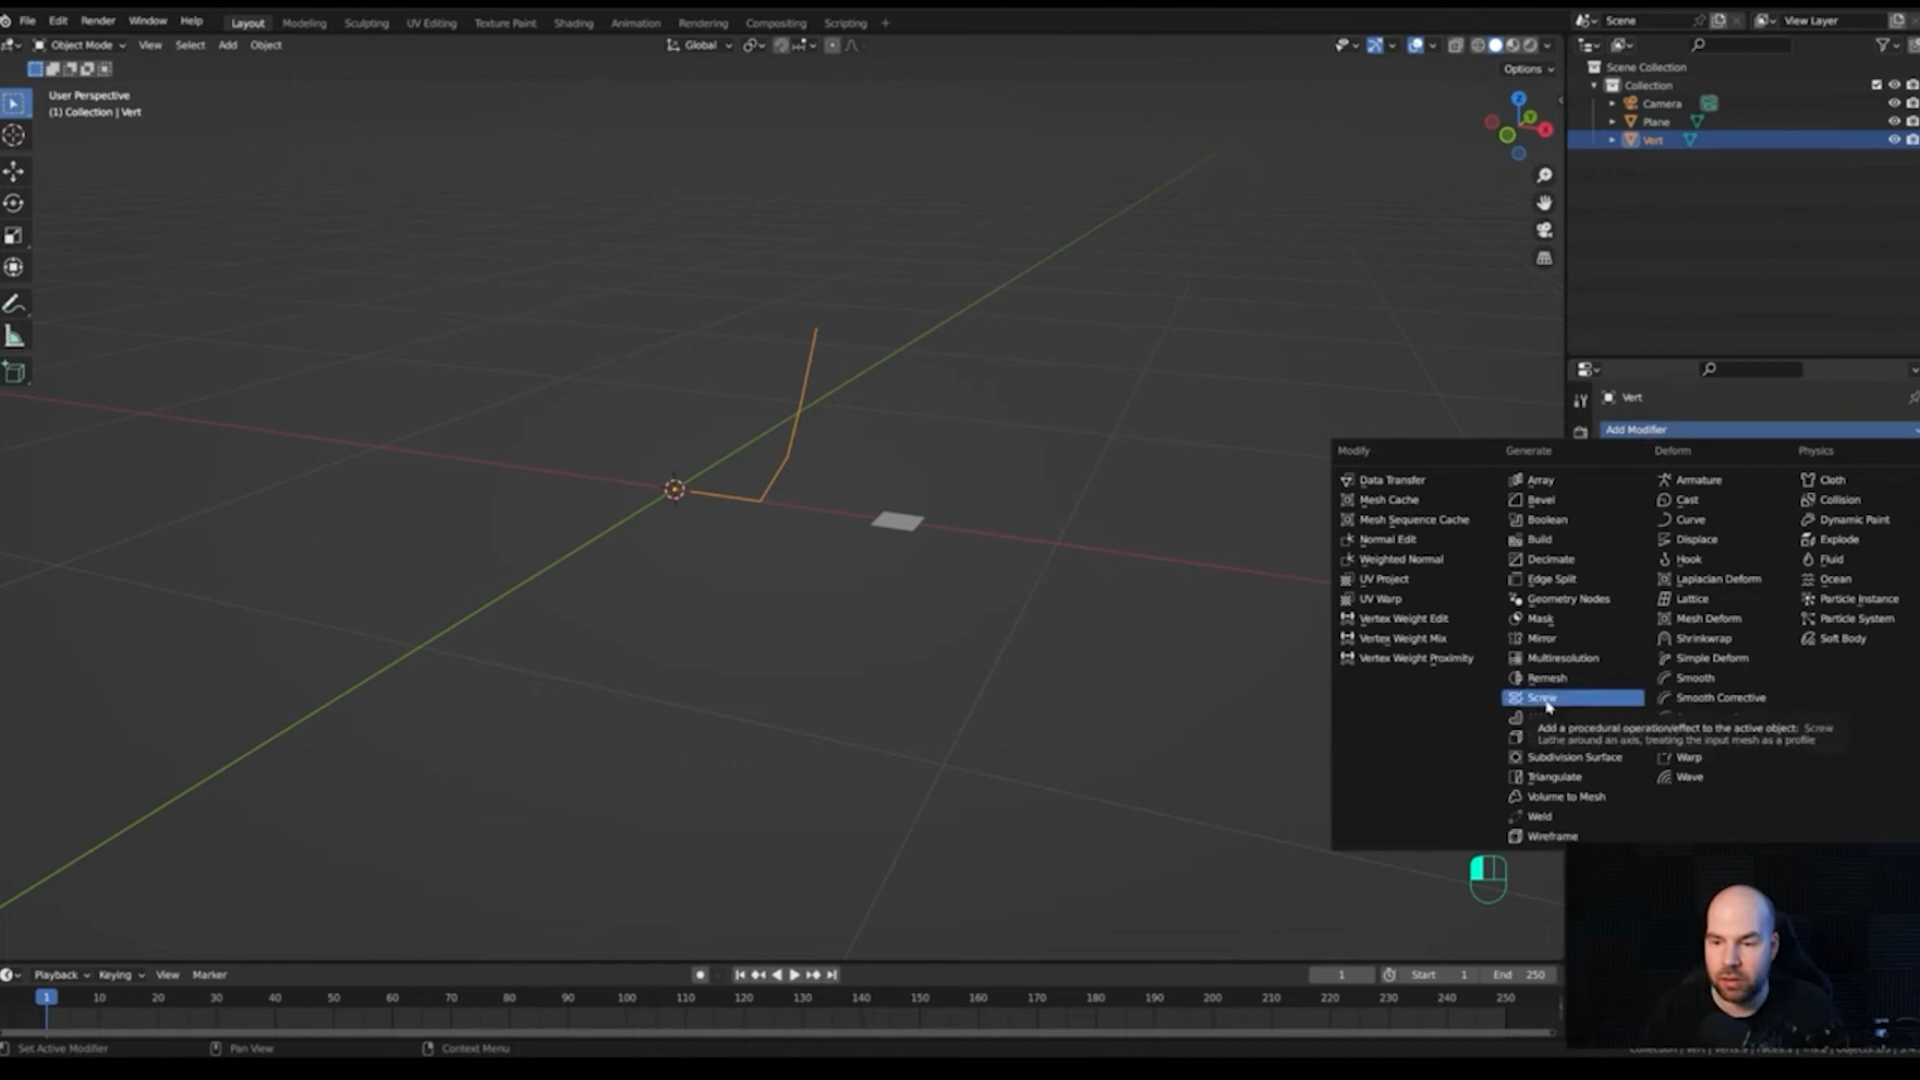 File Edit Render Window Help Layout Modeling Sculpting UV Editing Texture Paint Shading Animation Rendering Compositing Scripting + Scene View Layer
Object Mode View Select Add Object Global
Options
User Perspective
(1) Collection | Vert
Z
Y
X
Scene Collection
Collection
Camera
Plane
Vert
Vert
Add Modifier
Modify Generate Deform Physics
Data Transfer Array Armature Cloth
Mesh Cache Bevel Cast Collision
Mesh Sequence Cache Boolean Curve Dynamic Paint
Normal Edit Build Displace Explode
Weighted Normal Decimate Hook Fluid
UV Project Edge Split Laplacian Deform Ocean
UV Warp Geometry Nodes Lattice Particle Instance
Vertex Weight Edit Mask Mesh Deform Particle System
Vertex Weight Mix Mirror Shrinkwrap Soft Body
Vertex Weight Proximity Multiresolution Simple Deform
Remesh Smooth
Screw Smooth Corrective
Add a procedural operation/effect to the active object: Screw
Lathe around an axis, treating the input mesh as a profile
Subdivision Surface Warp
Triangulate Wave
Volume to Mesh
Weld
Wireframe
Playback Keying View Marker 1 Start 1 End 250
1 10 20 30 40 50 60 70 80 90 100 110 120 130 140 150 160 170 180 190 200 210 220 230 240 250
Set Active Modifier Pan View Context Menu